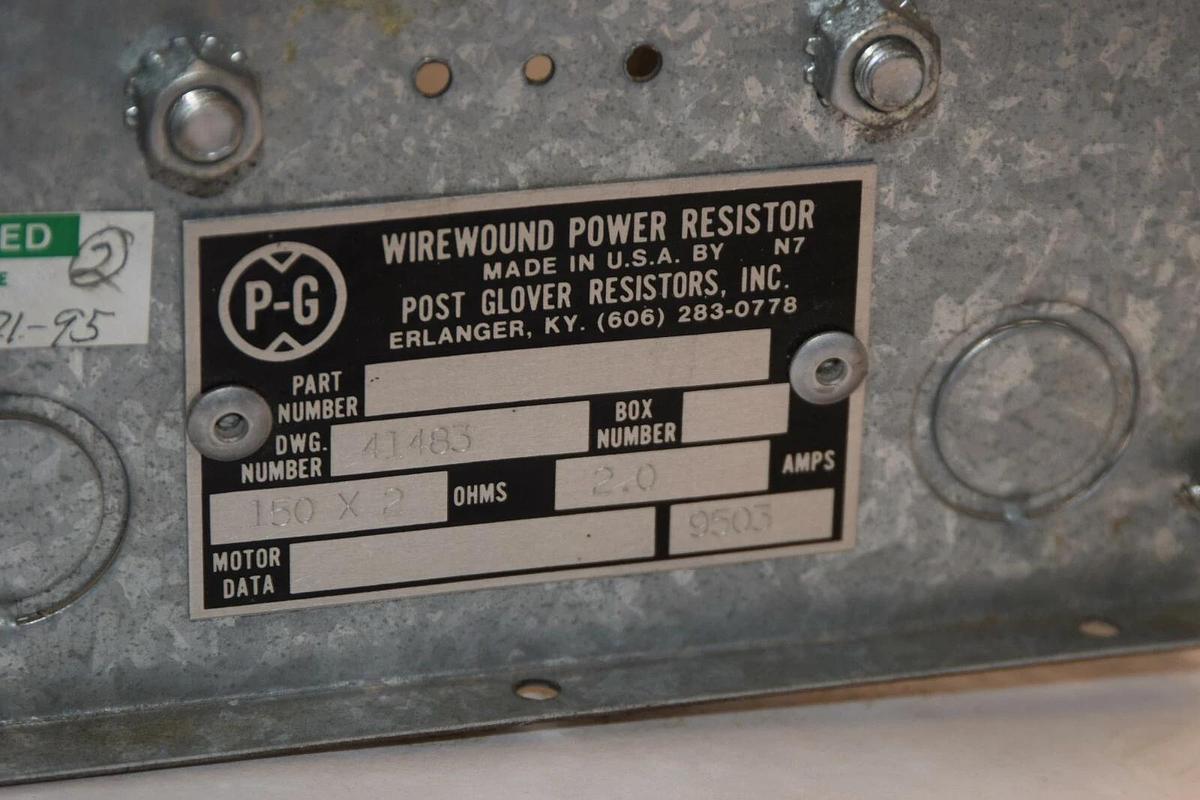 ED
2
21-95
P-G
WIREWOUND POWER RESISTOR
MADE IN U.S.A. BY N7
POST GLOVER RESISTORS, INC.
ERLANGER, KY. (606) 283-0778
PART
NUMBER
DWG.
NUMBER 41483
BOX
NUMBER
150 X 2 OHMS 2.0 AMPS
MOTOR
DATA
9503